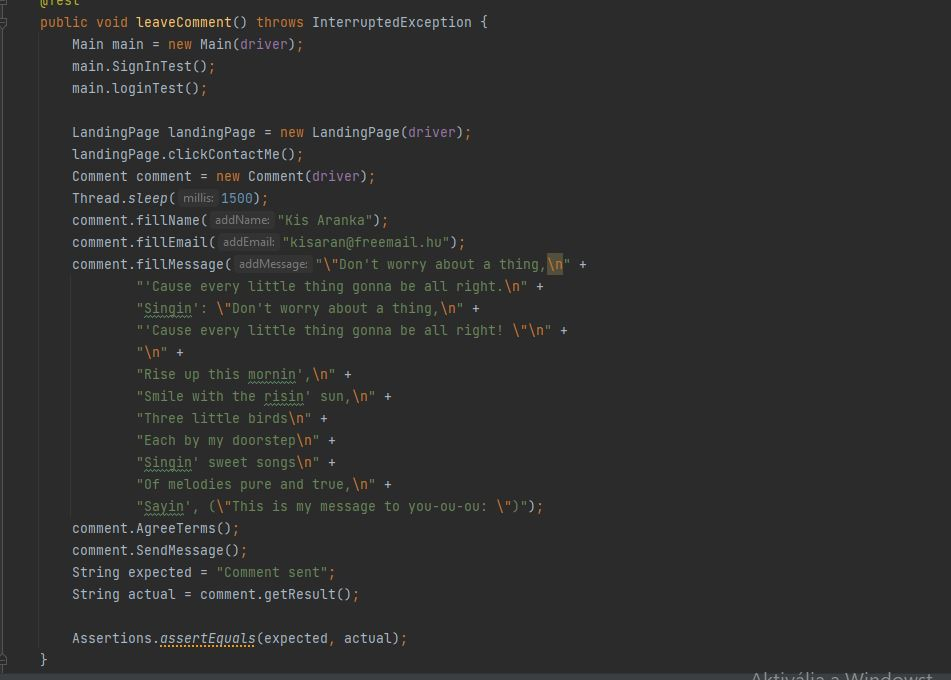 @Test
public void leaveComment() throws InterruptedException {
Main main = new Main(driver);
main.SignInTest();
main.loginTest();
LandingPage landingPage = new LandingPage(driver);
landingPage.clickContactMe();
Comment comment = new Comment(driver);
Thread.sleep( millis: 1500);
comment.fillName( addName: "Kis Aranka");
comment.fillEmail( addEmail: "kisaran@freemail.hu");
comment.fillMessage( addMessage: "\"Don't worry about a thing,\n" +
"'Cause every little thing gonna be all right.\n" +
"Singin': \"Don't worry about a thing,\n" +
"'Cause every little thing gonna be all right! \"\n" +
"\n" +
"Rise up this mornin',\n" +
"Smile with the risin' sun,\n" +
"Three little birds\n" +
"Each by my doorstep\n" +
"Singin' sweet songs\n" +
"Of melodies pure and true,\n" +
"Sayin', (\"This is my message to you-ou-ou: \")");
comment.AgreeTerms();
comment.SendMessage();
String expected = "Comment sent";
String actual = comment.getResult();
Assertions.assertEquals(expected, actual);
}
Aktiválja a Windowst